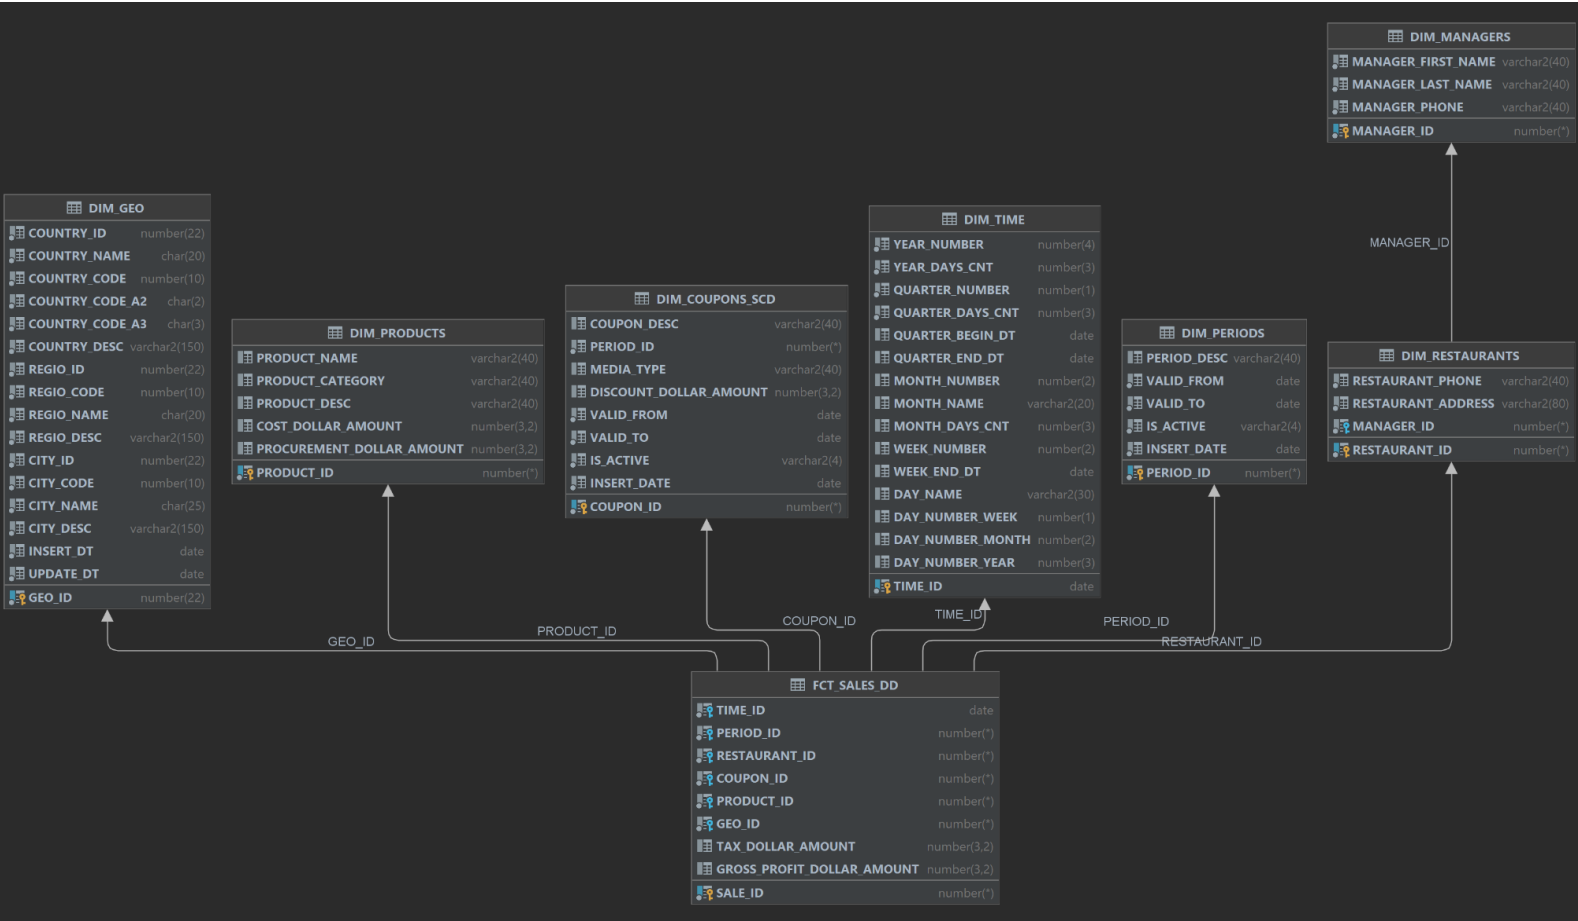 DIM_MANAGERS
MANAGER_FIRST_NAME varchar2(40)
MANAGER_LAST_NAME varchar2(40)
MANAGER_PHONE varchar2(40)
MANAGER_ID number(*)
MANAGER_ID
DIM_GEO
COUNTRY_ID number(22)
COUNTRY_NAME char(20)
COUNTRY_CODE number(10)
COUNTRY_CODE_A2 char(2)
COUNTRY_CODE_A3 char(3)
COUNTRY_DESC varchar2(150)
REGIO_ID number(22)
REGIO_CODE number(10)
REGIO_NAME char(20)
REGIO_DESC varchar2(150)
CITY_ID number(22)
CITY_CODE number(10)
CITY_NAME char(25)
CITY_DESC varchar2(150)
INSERT_DT date
UPDATE_DT date
GEO_ID number(22)
DIM_PRODUCTS
PRODUCT_NAME varchar2(40)
PRODUCT_CATEGORY varchar2(40)
PRODUCT_DESC varchar2(40)
COST_DOLLAR_AMOUNT number(3,2)
PROCUREMENT_DOLLAR_AMOUNT number(3,2)
PRODUCT_ID number(*)
DIM_COUPONS_SCD
COUPON_DESC varchar2(40)
PERIOD_ID number(*)
MEDIA_TYPE varchar2(40)
DISCOUNT_DOLLAR_AMOUNT number(3,2)
VALID_FROM date
VALID_TO date
IS_ACTIVE varchar2(4)
INSERT_DATE date
COUPON_ID number(*)
DIM_TIME
YEAR_NUMBER number(4)
YEAR_DAYS_CNT number(3)
QUARTER_NUMBER number(1)
QUARTER_DAYS_CNT number(3)
QUARTER_BEGIN_DT date
QUARTER_END_DT date
MONTH_NUMBER number(2)
MONTH_NAME varchar2(20)
MONTH_DAYS_CNT number(3)
WEEK_NUMBER number(2)
WEEK_END_DT date
DAY_NAME varchar2(30)
DAY_NUMBER_WEEK number(1)
DAY_NUMBER_MONTH number(2)
DAY_NUMBER_YEAR number(3)
TIME_ID date
DIM_PERIODS
PERIOD_DESC varchar2(40)
VALID_FROM date
VALID_TO date
IS_ACTIVE varchar2(4)
INSERT_DATE date
PERIOD_ID number(*)
DIM_RESTAURANTS
RESTAURANT_PHONE varchar2(40)
RESTAURANT_ADDRESS varchar2(80)
MANAGER_ID number(*)
RESTAURANT_ID number(*)
GEO_ID
PRODUCT_ID
COUPON_ID
TIME_ID
PERIOD_ID
RESTAURANT_ID
FCT_SALES_DD
TIME_ID date
PERIOD_ID number(*)
RESTAURANT_ID number(*)
COUPON_ID number(*)
PRODUCT_ID number(*)
GEO_ID number(*)
TAX_DOLLAR_AMOUNT number(3,2)
GROSS_PROFIT_DOLLAR_AMOUNT number(3,2)
SALE_ID number(*)